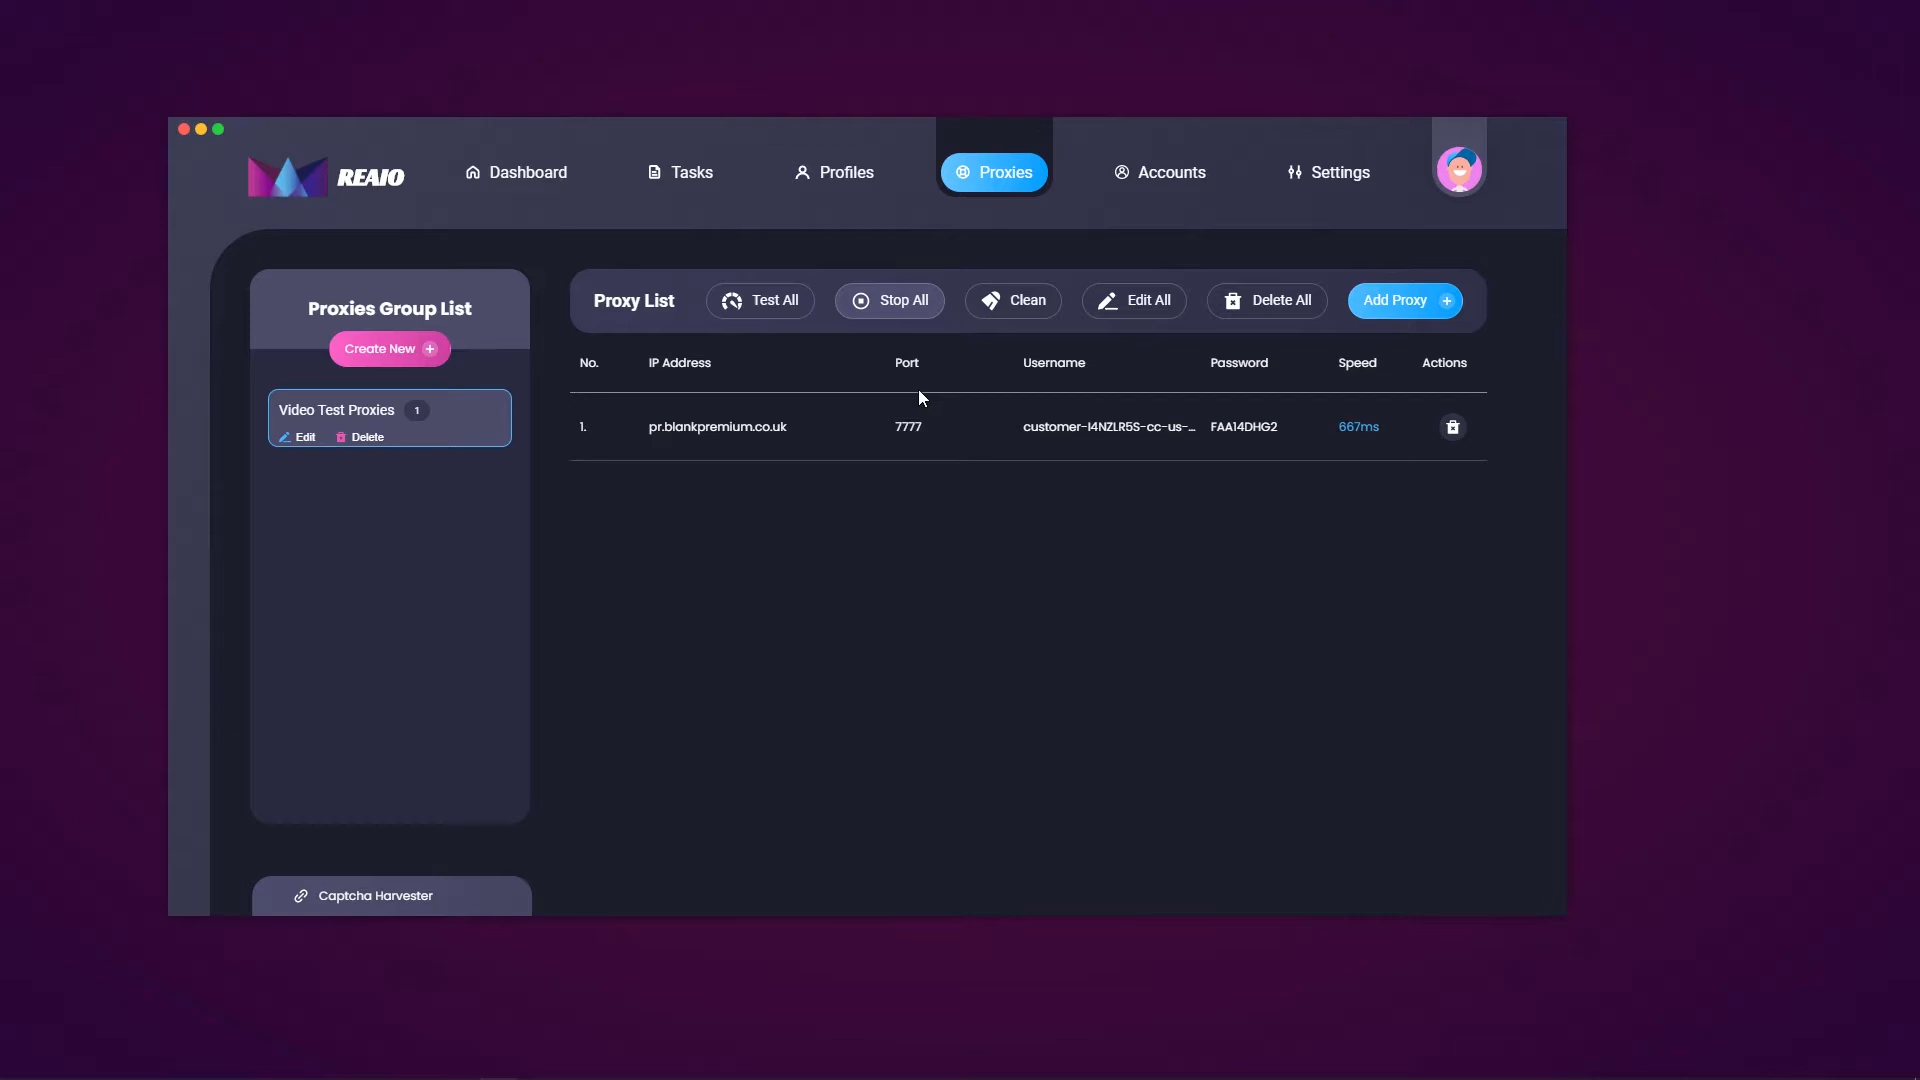 REAIO
Dashboard
Tasks
Profiles
Proxies
Accounts
Settings
Proxies Group List
Create New +
Video Test Proxies 1
Edit Delete
Proxy List
Test All
Stop All
Clean
Edit All
Delete All
Add Proxy +
No. IP Address Port Username Password Speed Actions
1. pr.blankpremium.co.uk 7777 customer-I4NZLR5S-cc-us-... FAA14DHG2 667ms
Captcha Harvester